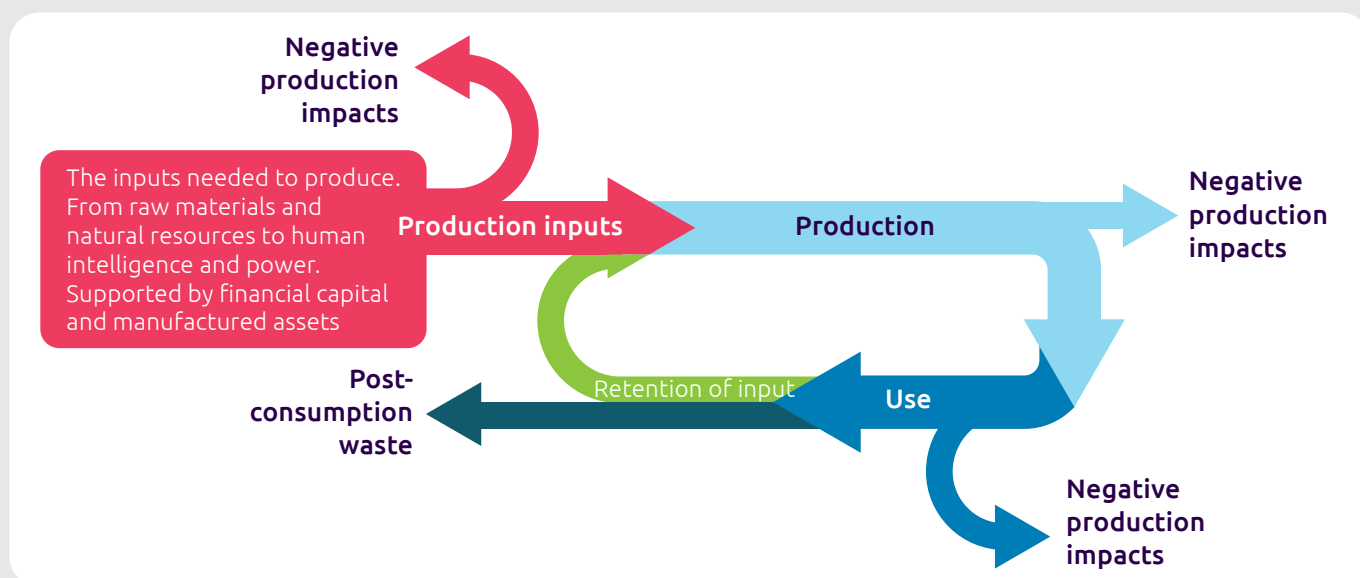 Negative
production
impacts
The inputs needed to produce.
From raw materials and
natural resources to human
intelligence and power.
Supported by financial capital
and manufactured assets
Production inputs
Production
Negative
production
impacts
Post-
consumption
waste
Retention of input
Use
Negative
production
impacts